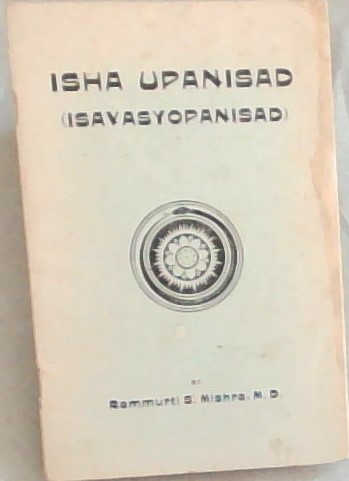 ISHA UPANISAD
(ISAVASYOPANISAD)
BY
Rammurti S. Mishra, M.D.